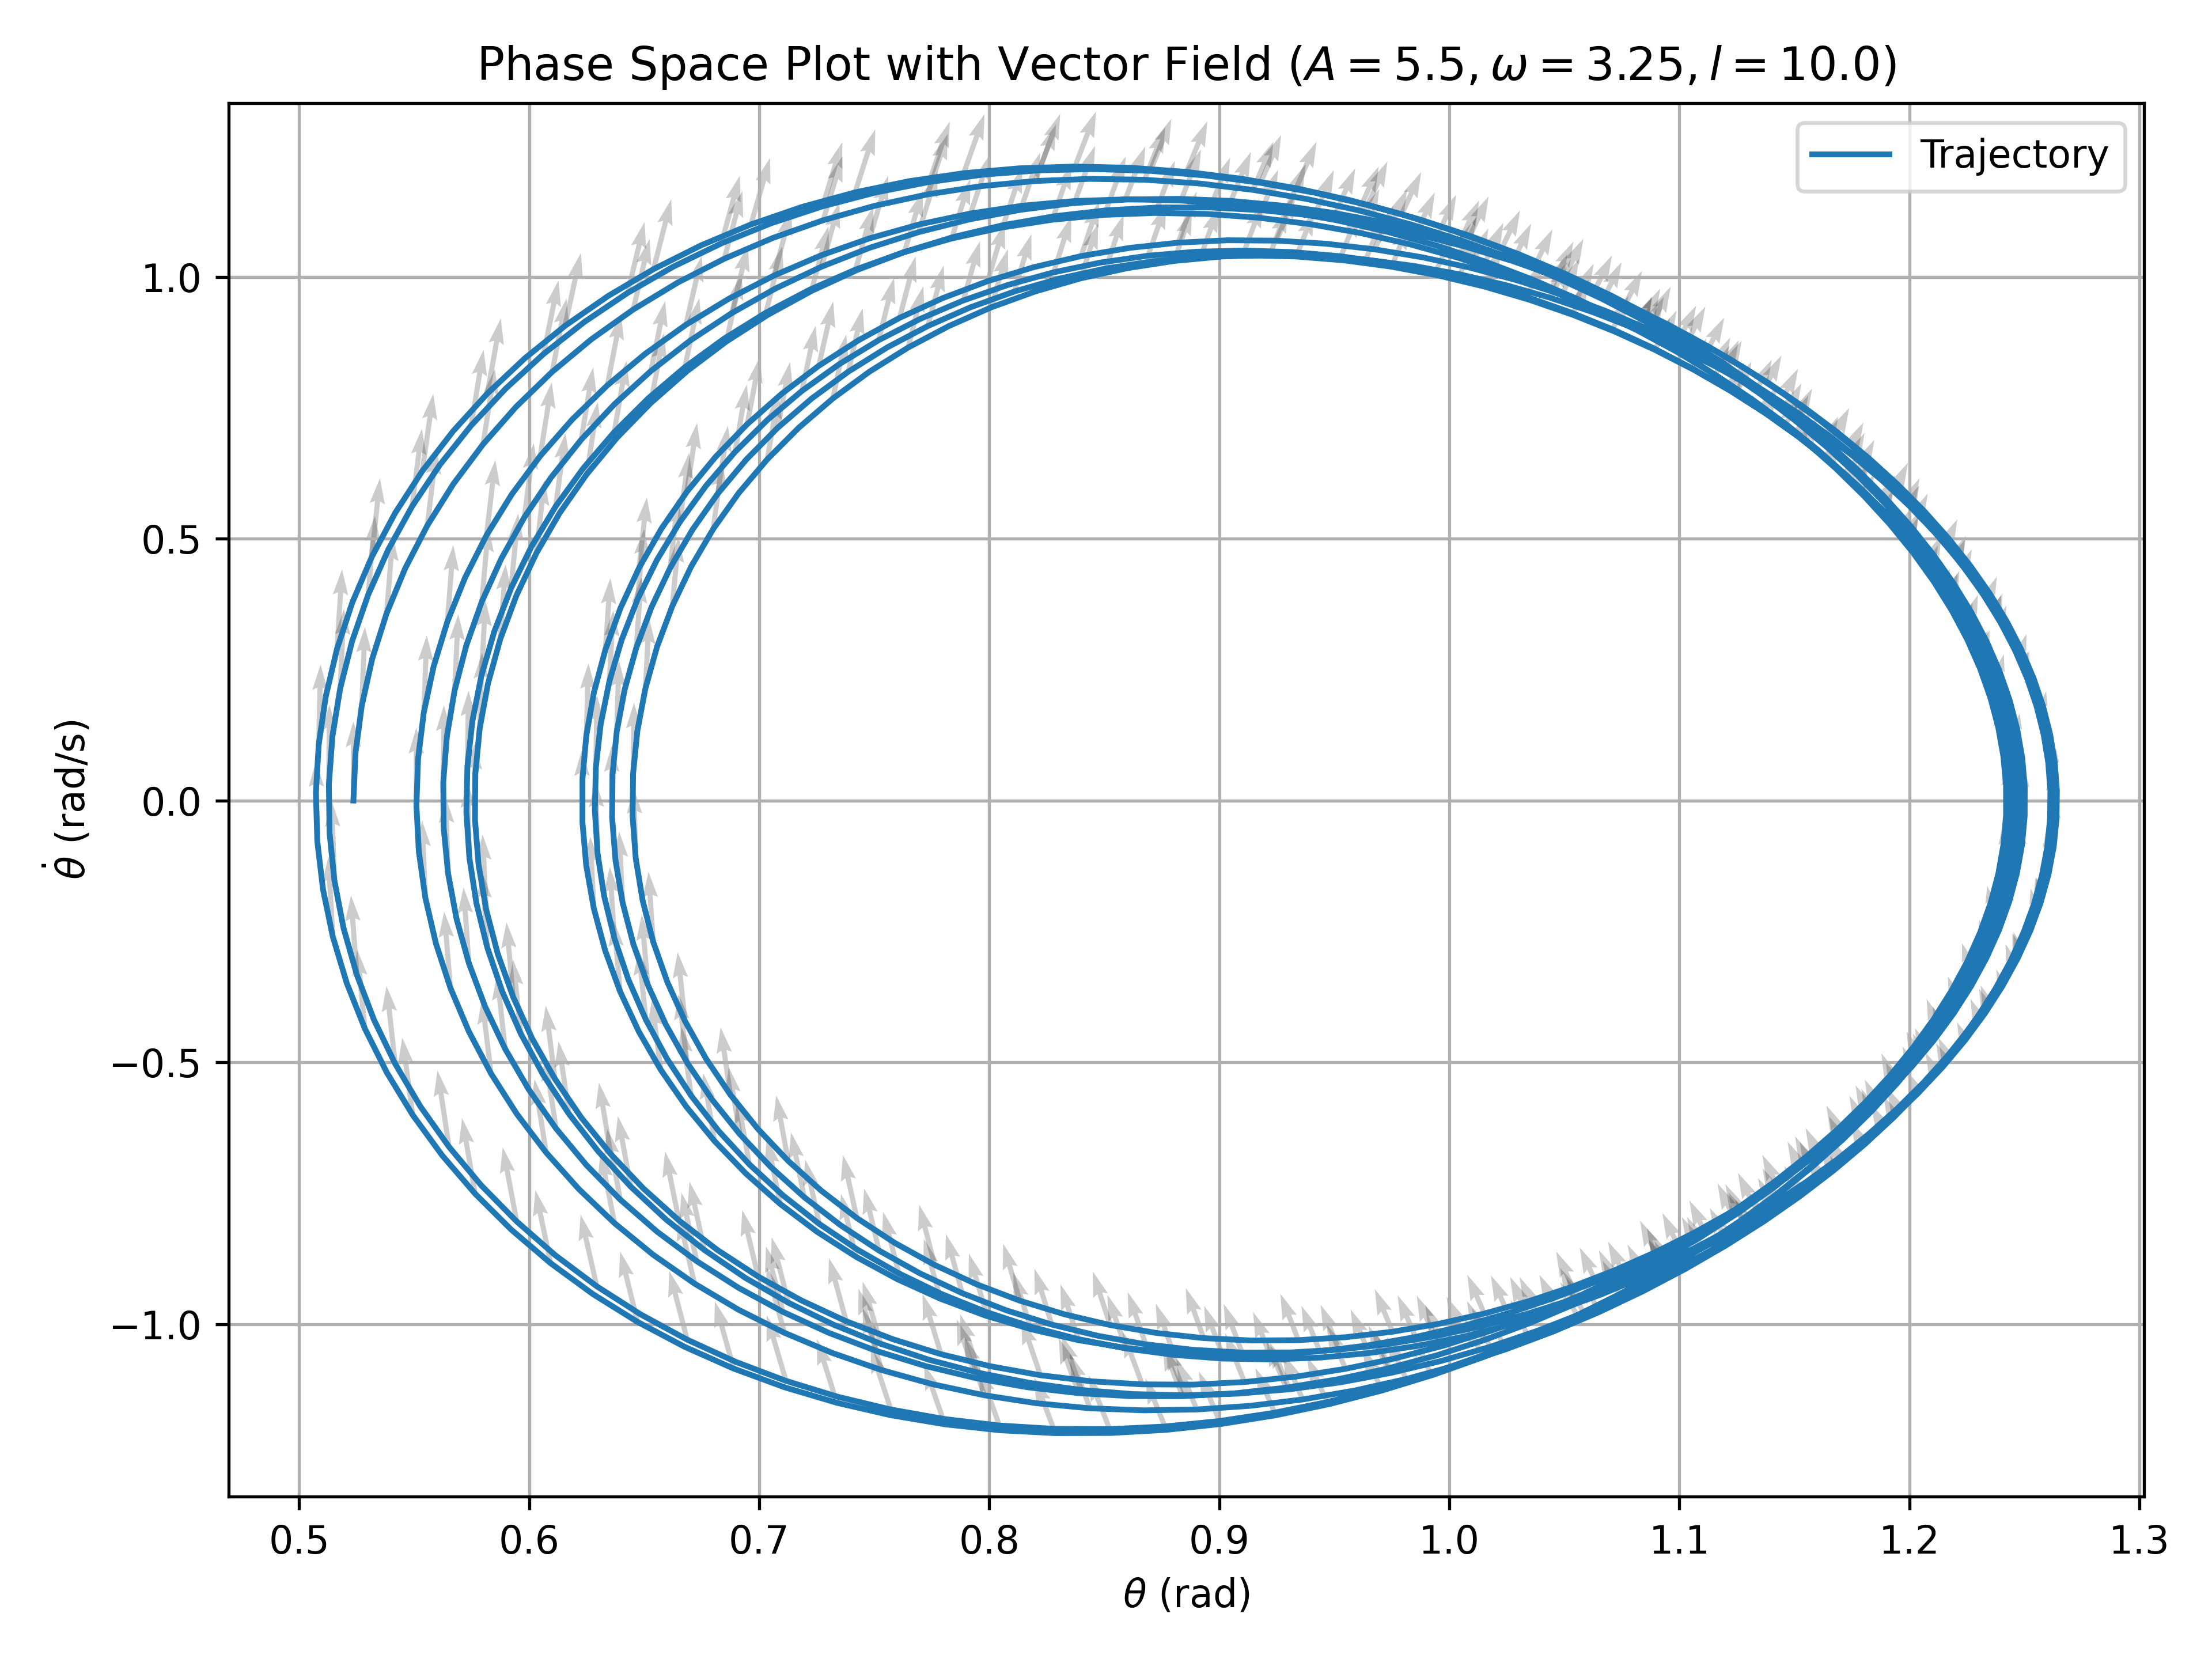 Phase Space Plot with Vector Field (A = 5.5, ω = 3.25, l = 10.0)
Trajectory
1.0
0.5
0.0
−0.5
−1.0
θ̇ (rad/s)
0.5 0.6 0.7 0.8 0.9 1.0 1.1 1.2 1.3
θ (rad)